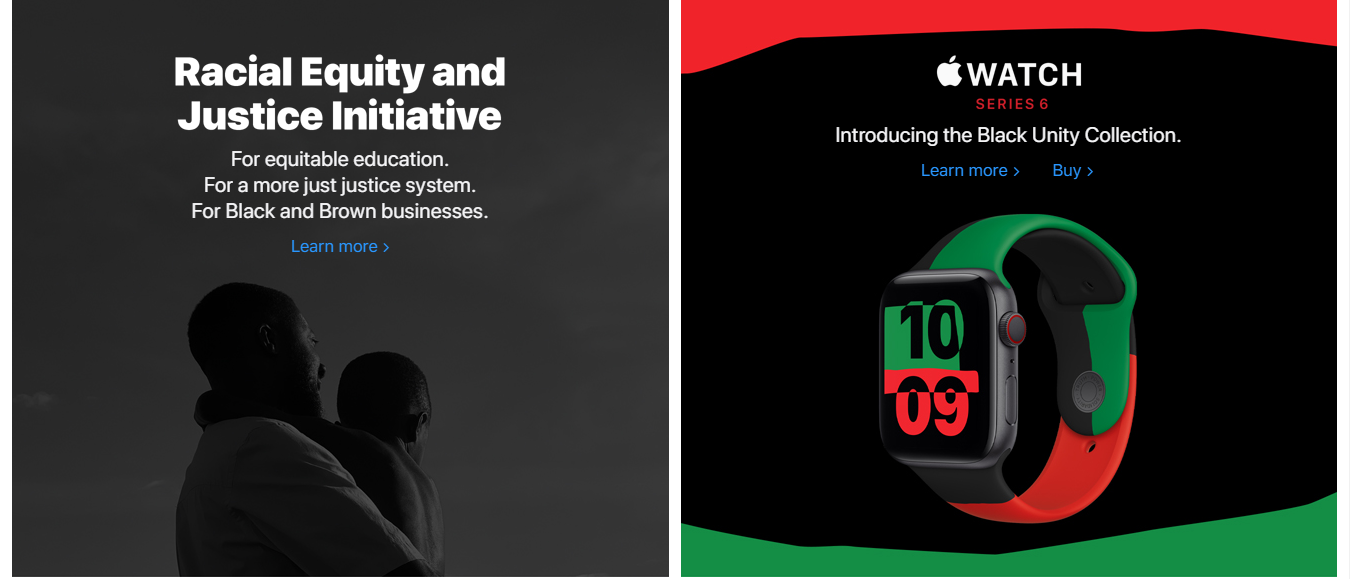 Racial Equity and
Justice Initiative
For equitable education.
For a more just justice system.
For Black and Brown businesses.
Learn more >
WATCH
SERIES 6
Introducing the Black Unity Collection.
Learn more > Buy >
10
09